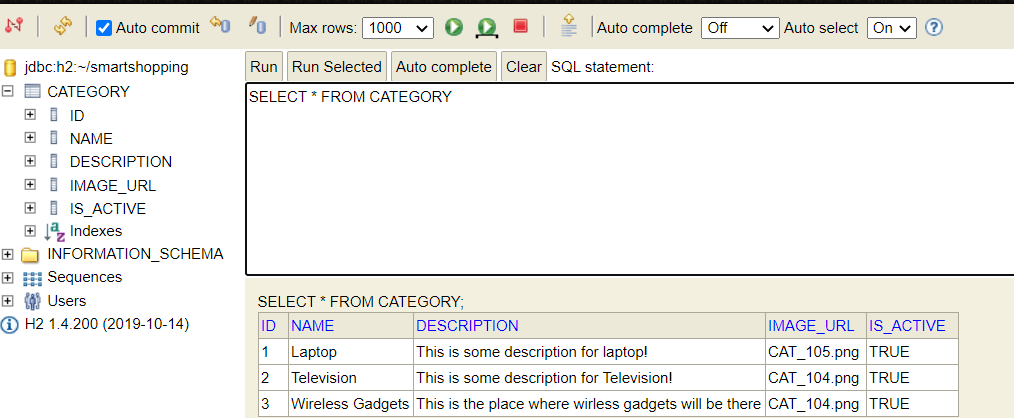 Auto commit Max rows: 1000 Auto complete Off Auto select On
jdbc:h2:~/smartshopping
CATEGORY
ID
NAME
DESCRIPTION
IMAGE_URL
IS_ACTIVE
Indexes
INFORMATION_SCHEMA
Sequences
Users
H2 1.4.200 (2019-10-14)
Run Run Selected Auto complete Clear SQL statement:
SELECT * FROM CATEGORY
SELECT * FROM CATEGORY;
ID NAME DESCRIPTION IMAGE_URL IS_ACTIVE
1 Laptop This is some description for laptop! CAT_105.png TRUE
2 Television This is some description for Television! CAT_104.png TRUE
3 Wireless Gadgets This is the place where wirless gadgets will be there CAT_104.png TRUE